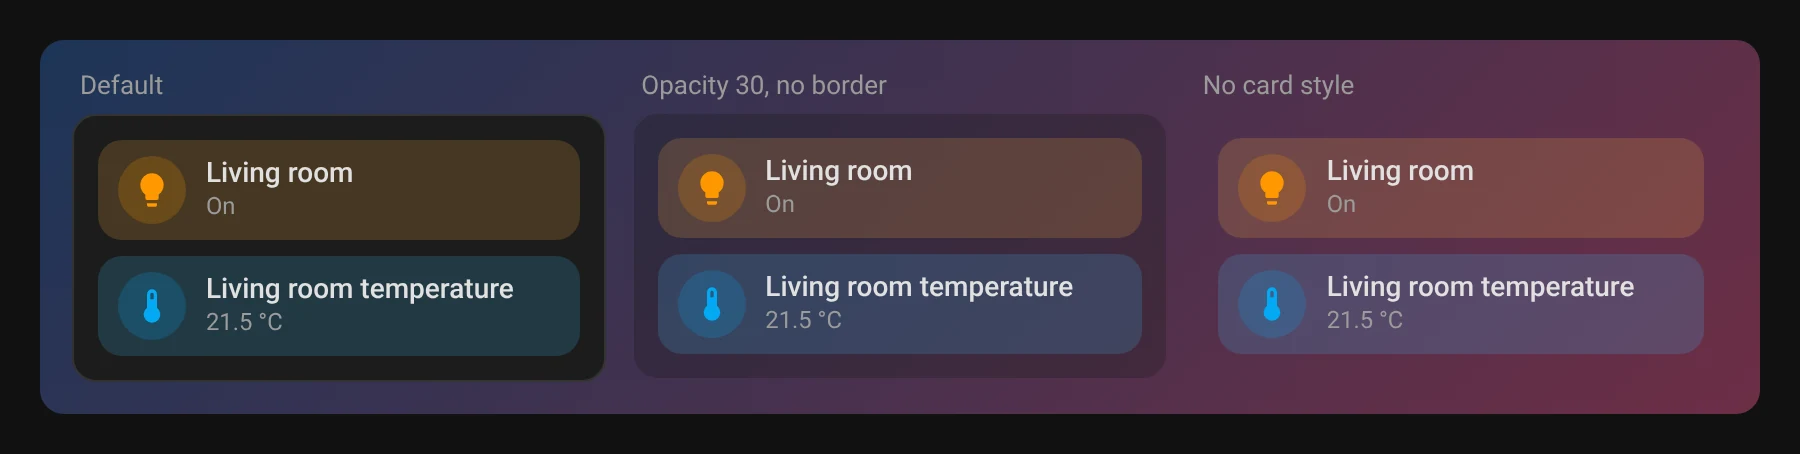 Default
Living room
On
Living room temperature
21.5 °C
Opacity 30, no border
Living room
On
Living room temperature
21.5 °C
No card style
Living room
On
Living room temperature
21.5 °C